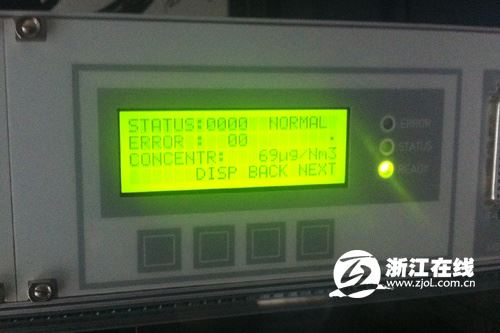 STATUS:0000 NORMAL
ERROR : 00 .
CONCENTR: 69µg/Nm3
DISP BACK NEXT
ERROR
STATUS
READY
浙江在线
www.zjol.com.cn